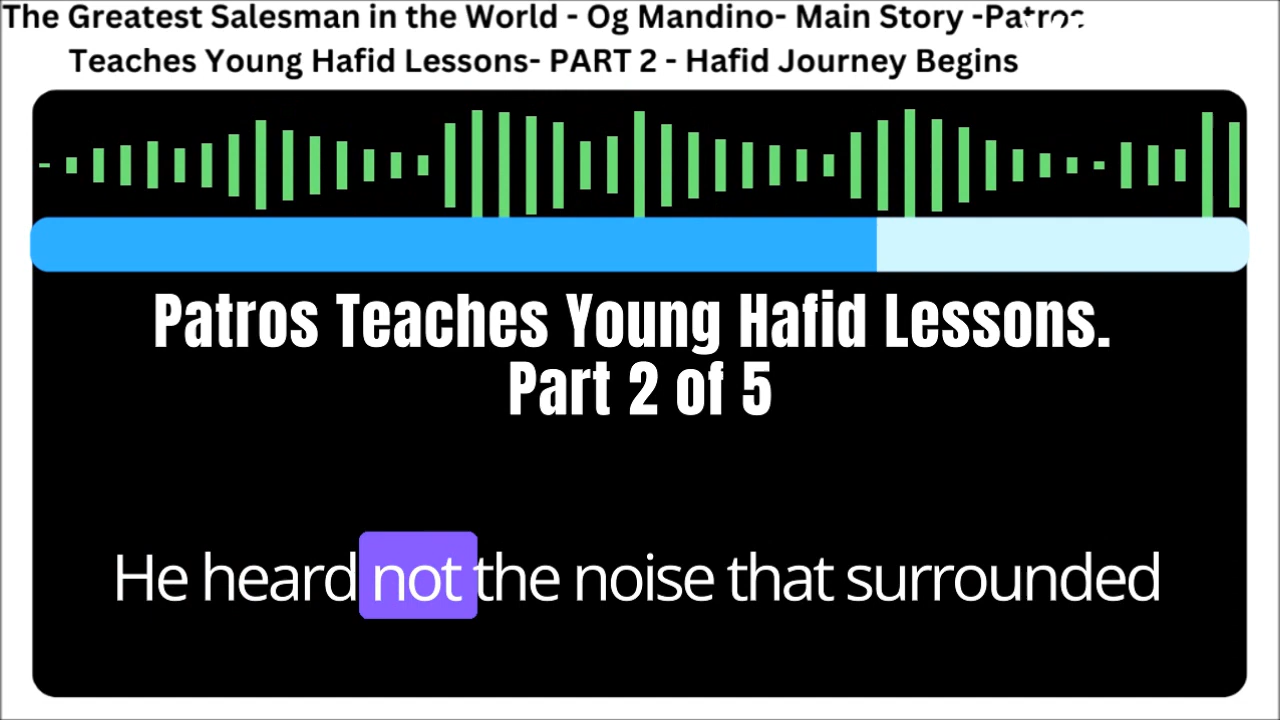 The Greatest Salesman in the World - Og Mandino- Main Story -Patros
Teaches Young Hafid Lessons- PART 2 - Hafid Journey Begins
Patros Teaches Young Hafid Lessons.
Part 2 of 5
He heard not the noise that surrounded